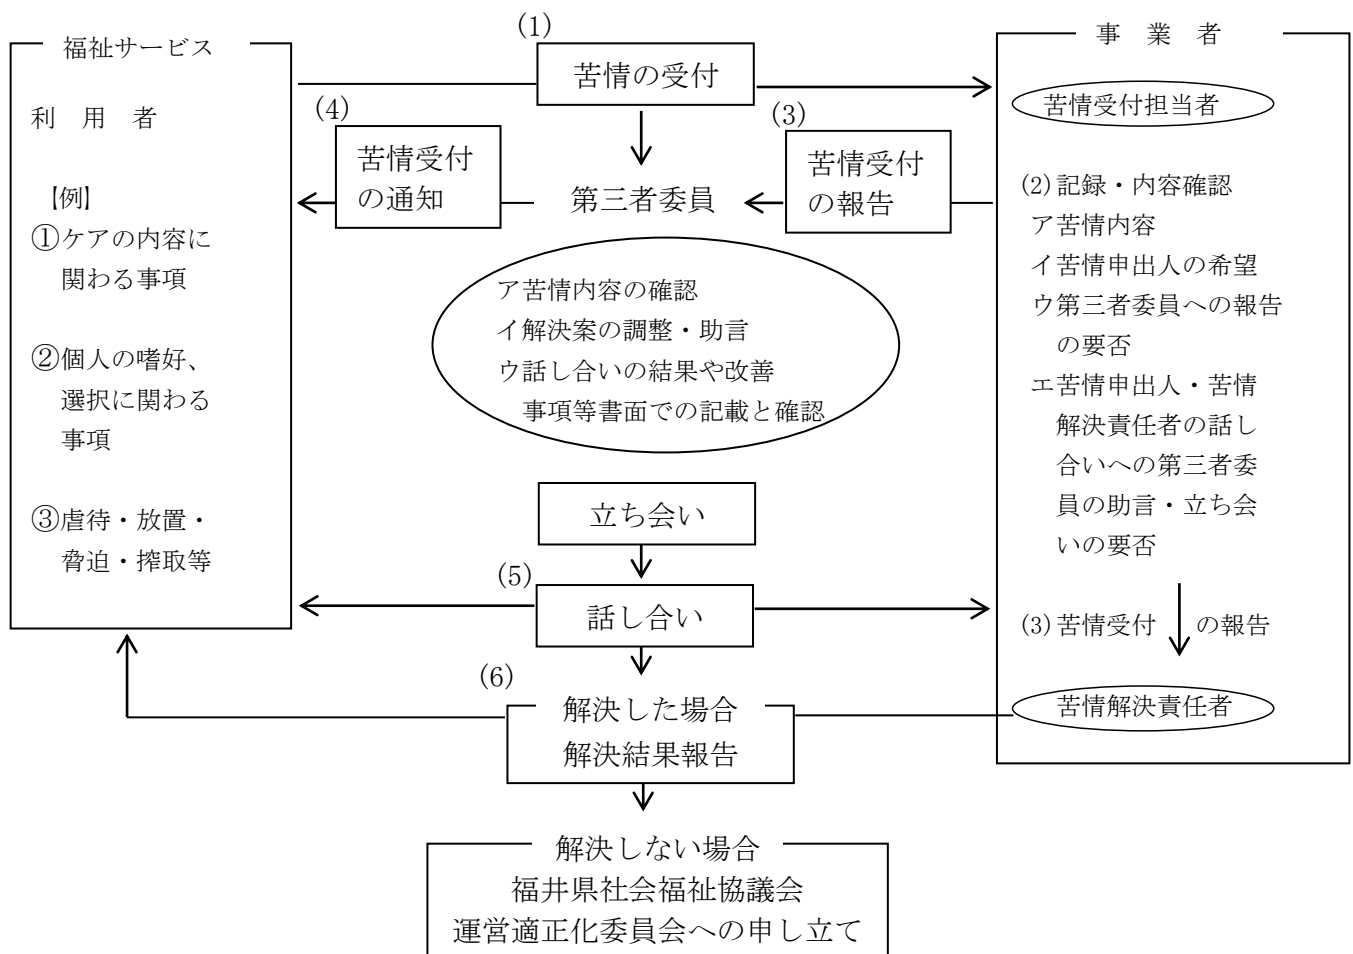 福祉サービス
利 用 者
【例】
①ケアの内容に
関わる事項
②個人の嗜好、
選択に関わる
事項
③虐待・放置・
脅迫・搾取等
(1)
苦情の受付
(4)
苦情受付
の通知
第三者委員
(3)
苦情受付
の報告
ア苦情内容の確認
イ解決案の調整・助言
ウ話し合いの結果や改善
事項等書面での記載と確認
立ち会い
(5)
話し合い
(6)
解決した場合
解決結果報告
解決しない場合
福井県社会福祉協議会
運営適正化委員会への申し立て
事 業 者
苦情受付担当者
(2)記録・内容確認
ア苦情内容
イ苦情申出人の希望
ウ第三者委員への報告
の要否
エ苦情申出人・苦情
解決責任者の話し
合いへの第三者委
員の助言・立ち会
いの要否
(3)苦情受付 の報告
苦情解決責任者